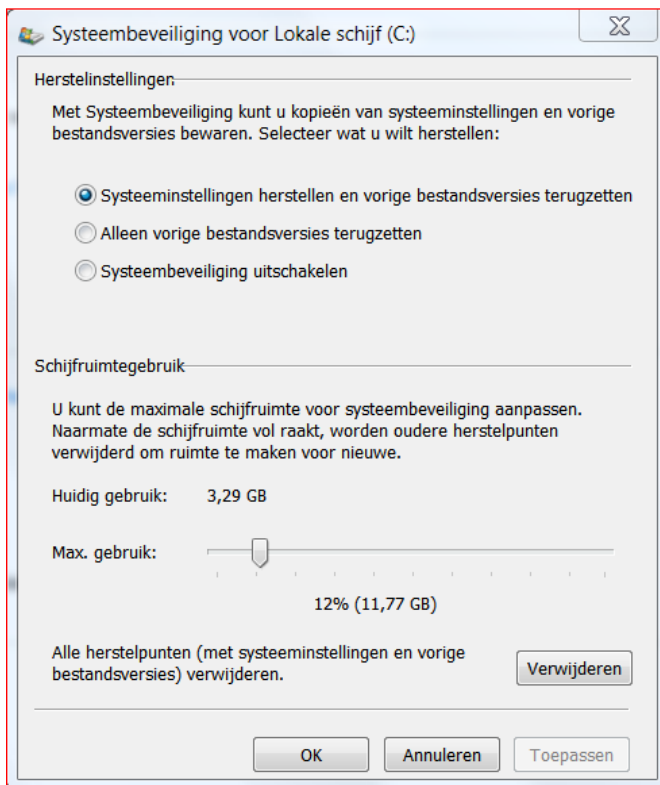 Systeembeveiliging voor Lokale schijf (C:)
Herstelinstellingen
Met Systeembeveiliging kunt u kopieën van systeeminstellingen en vorige
bestandsversies bewaren. Selecteer wat u wilt herstellen:
Systeeminstellingen herstellen en vorige bestandsversies terugzetten
Alleen vorige bestandsversies terugzetten
Systeembeveiliging uitschakelen
Schijfruimtegebruik
U kunt de maximale schijfruimte voor systeembeveiliging aanpassen.
Naarmate de schijfruimte vol raakt, worden oudere herstelpunten
verwijderd om ruimte te maken voor nieuwe.
Huidig gebruik: 3,29 GB
Max. gebruik:
12% (11,77 GB)
Alle herstelpunten (met systeeminstellingen en vorige
bestandsversies) verwijderen.
Verwijderen
OK Annuleren Toepassen